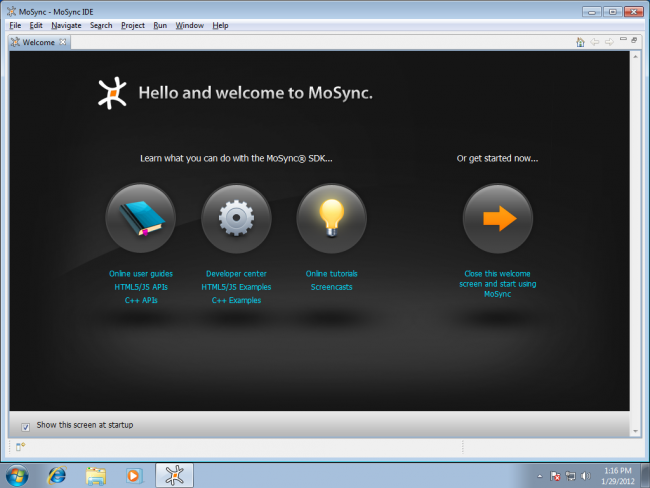 MoSync - MoSync IDE
File Edit Navigate Search Project Run Window Help
Welcome
Hello and welcome to MoSync.
Learn what you can do with the MoSync® SDK...
Or get started now...
Online user guides
HTML5/JS APIs
C++ APIs
Developer center
HTML5/JS Examples
C++ Examples
Online tutorials
Screencasts
Close this welcome
screen and start using
MoSync
Show this screen at startup
1:16 PM
1/29/2012